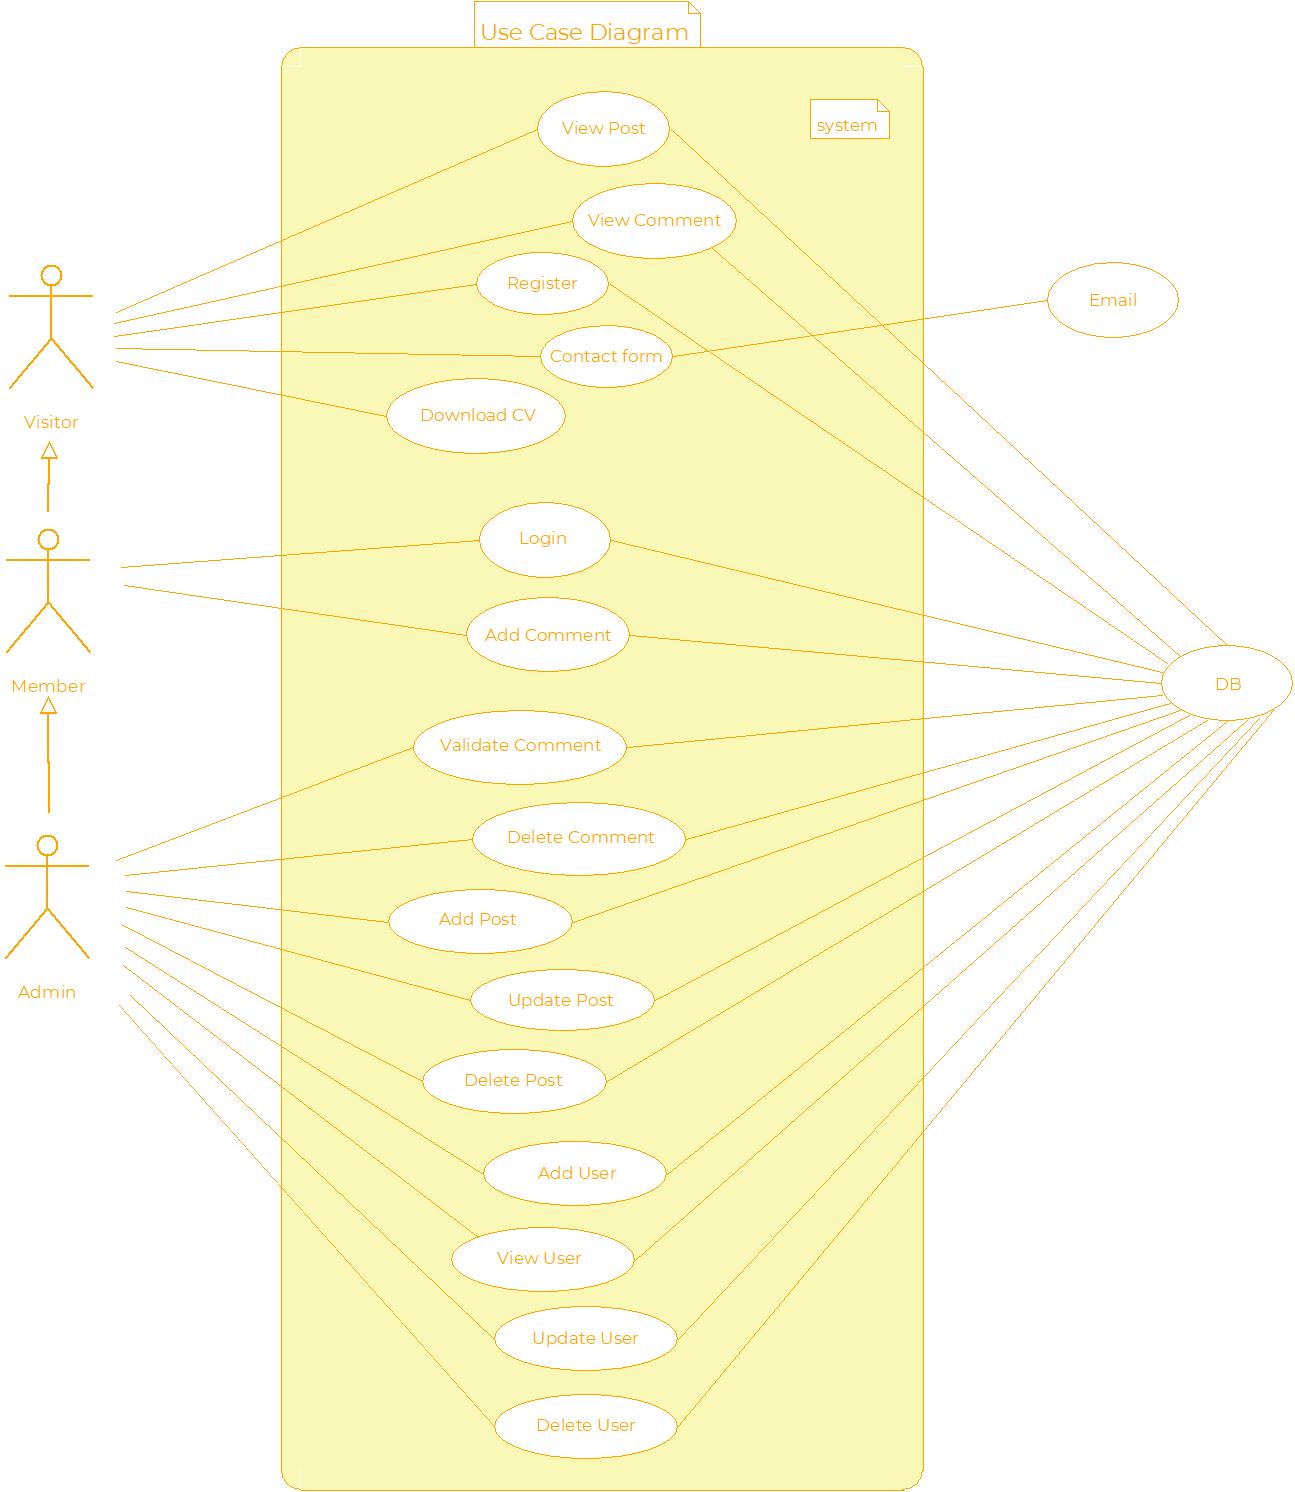 Use Case Diagram
system
View Post
View Comment
Register
Contact form
Download CV
Email
Visitor
Login
Add Comment
Member
DB
Validate Comment
Delete Comment
Add Post
Update Post
Admin
Delete Post
Add User
View User
Update User
Delete User